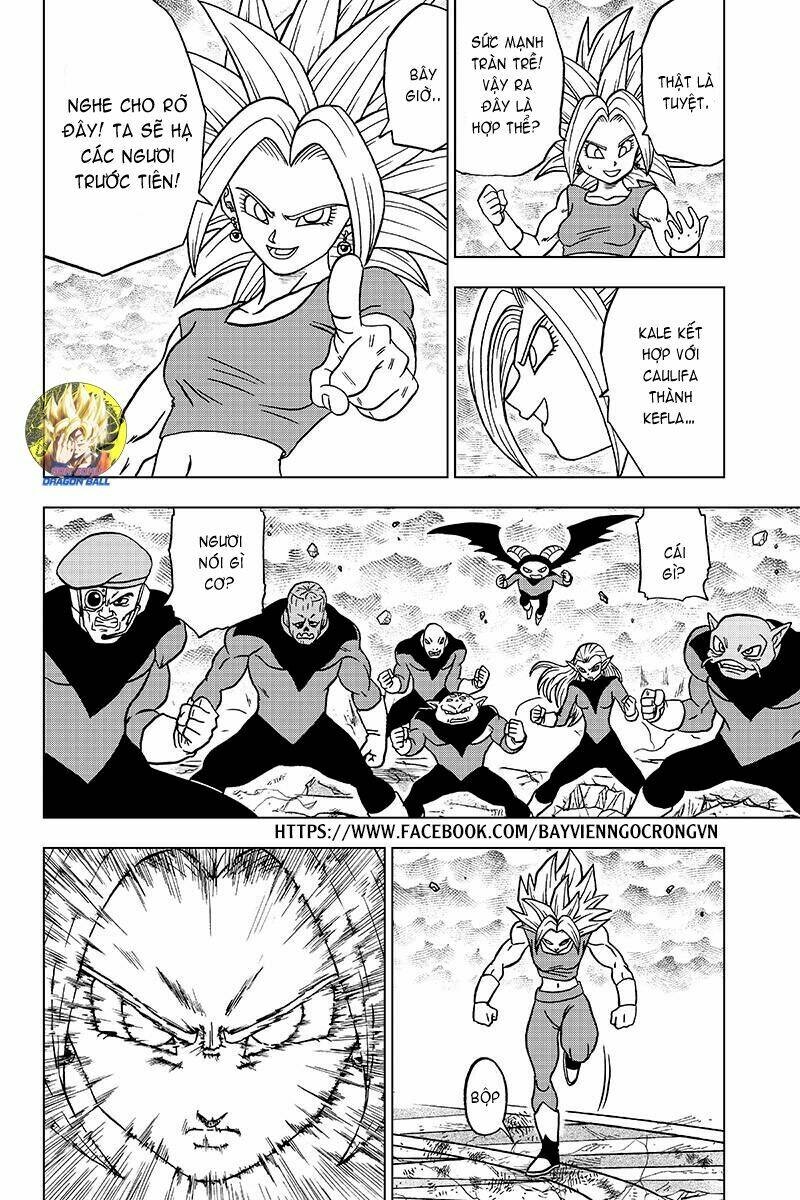 THẬT LÀ
TUYỆT.
SỨC MẠNH
TRÀN TRỀ!
VẬY RA
ĐÂY LÀ
HỢP THỂ?
KALE KẾT
HỢP VỚI
CAULIFA
THÀNH
KEFLA...
BÂY
GIỜ..
NGHE CHO RÕ
ĐÂY! TA SẼ HẠ
CÁC NGƯƠI
TRƯỚC TIÊN!
DRAGON BALL
CÁI
GÌ?
NGƯƠI
NÓI GÌ
CƠ?
HTTPS://WWW.FACEBOOK.COM/BAYVIENNGOCRONGVN
BỘP